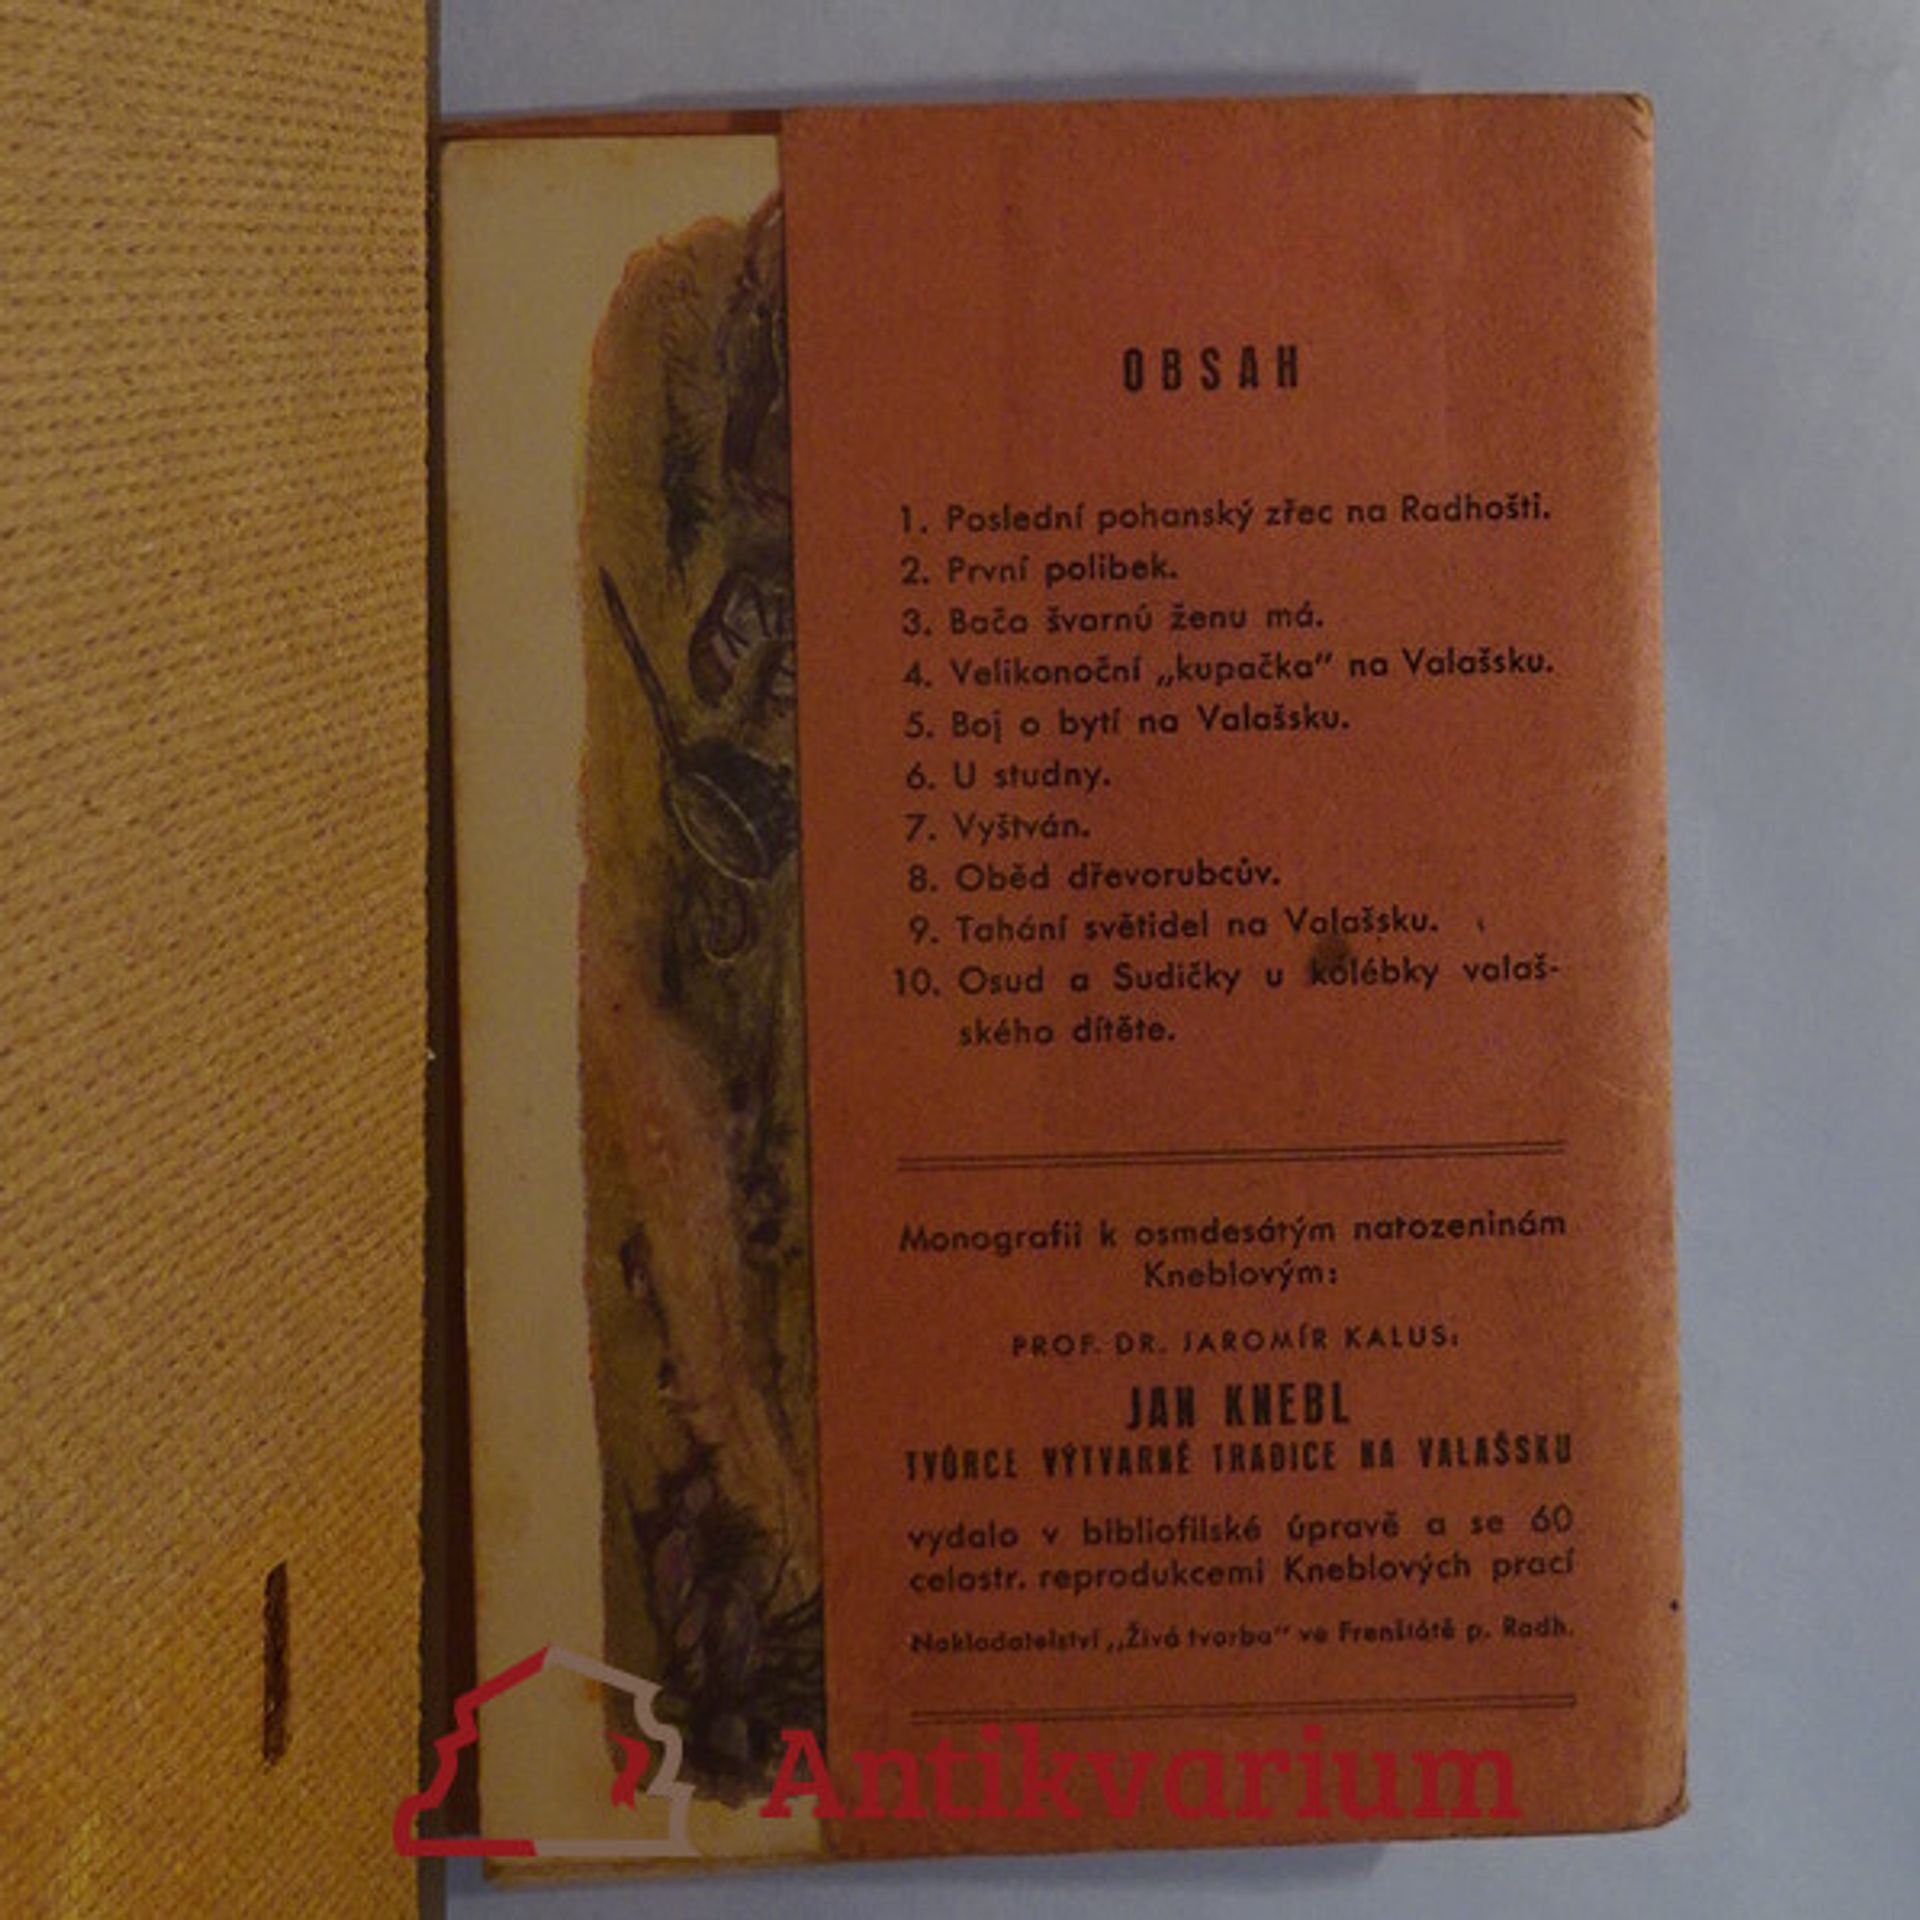 OBSAH
1. Poslední pohanský zřec na Radhošti.
2. První polibek.
3. Bača švarnú ženu má.
4. Velikonoční „kupačka" na Valašsku.
5. Boj o bytí na Valašsku.
6. U studny.
7. Vyštván.
8. Oběd dřevorubcův.
9. Tahání světidel na Valašsku.
10. Osud a Sudičky u kolébky valaš-
ského dítěte.
Monografii k osmdesátým narozeninám
Kneblovým:
PROF. DR. JAROMÍR KALUS:
JAN KNEBL
TVŮRCE VÝTVARNÉ TRADICE NA VALAŠSKU
vydalo v bibliofilské úpravě a se 60
celostr. reprodukcemi Kneblových prací
Nakladatelství „Živá tvorba" ve Frenštátě p. Radh.
Antikvarium